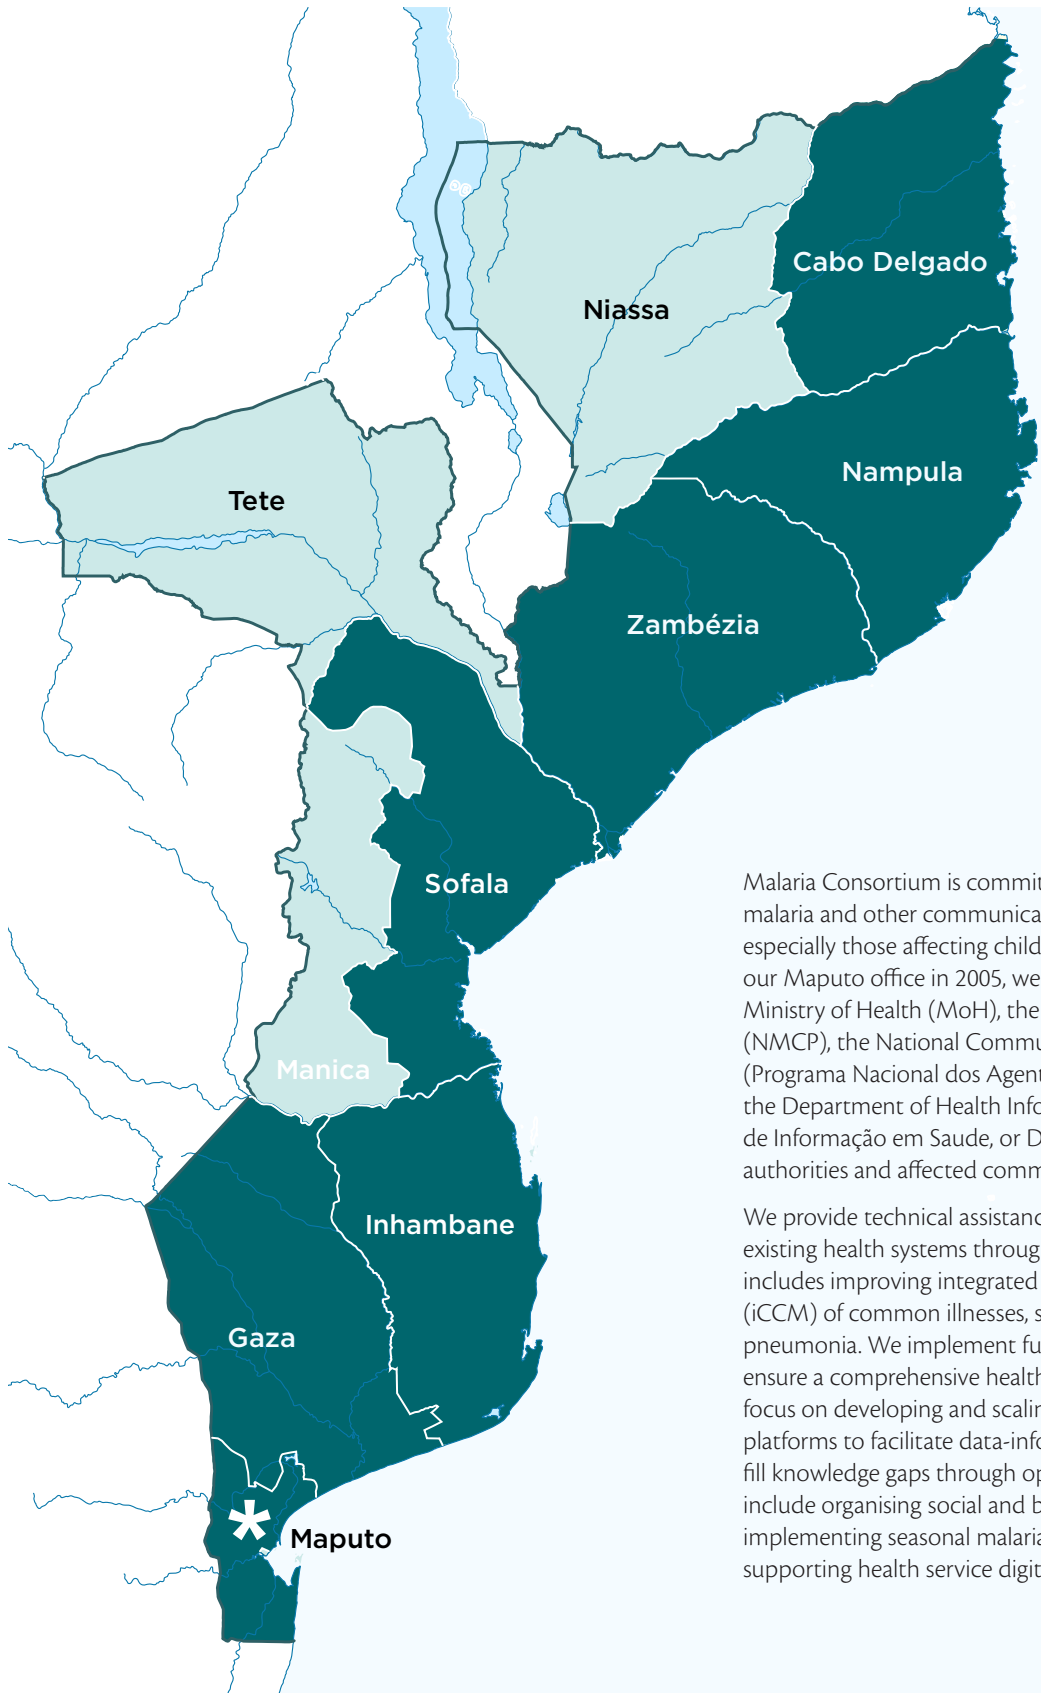 Cabo Delgado
Niassa
Nampula
Tete
Zambézia
Sofala
Manica
Inhambane
Gaza
Maputo
Malaria Consortium is commit
malaria and other communica
especially those affecting child
our Maputo office in 2005, we
Ministry of Health (MoH), the
(NMCP), the National Commu
(Programa Nacional dos Agent
the Department of Health Info
de Informação em Saude, or D
authorities and affected comm
We provide technical assistanc
existing health systems throug
includes improving integrated
(iCCM) of common illnesses, s
pneumonia. We implement fu
ensure a comprehensive health
focus on developing and scalin
platforms to facilitate data-info
fill knowledge gaps through op
include organising social and b
implementing seasonal malaria
supporting health service digit